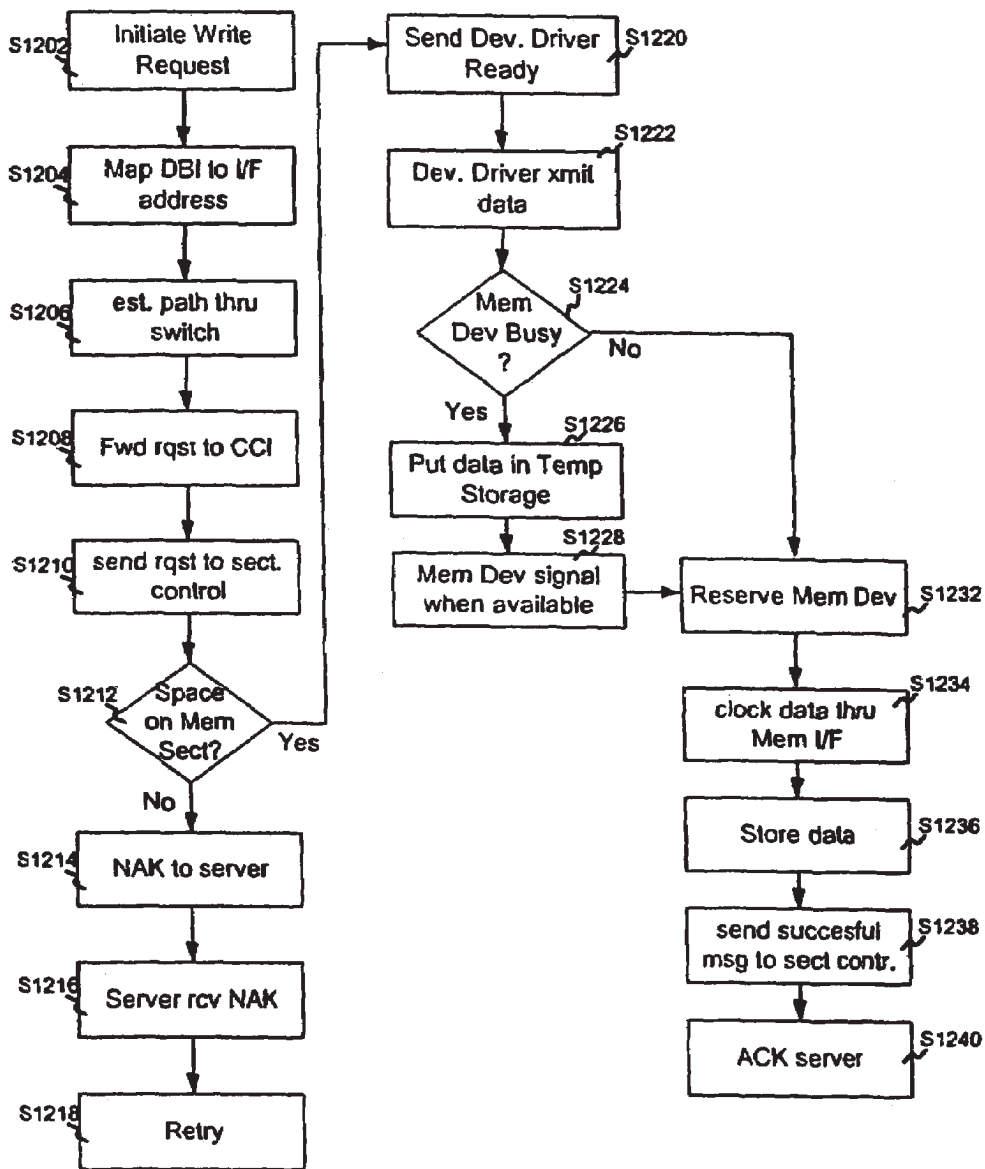 S1202
Initiate Write
Request
S1204
Map DBI to I/F
address
S1206
est. path thru
switch
S1208
Fwd rqst to CCI
S1210
send rqst to sect.
control
S1212
Space
on Mem
Sect?
Yes
No
S1214
NAK to server
S1216
Server rcv NAK
S1218
Retry
Send Dev. Driver
Ready
S1220
S1222
Dev. Driver xmit
data
S1224
Mem
Dev Busy
?
No
Yes
S1226
Put data in Temp
Storage
S1228
Mem Dev signal
when available
Reserve Mem Dev
S1232
S1234
clock data thru
Mem I/F
Store data
S1236
send succesful
msg to sect contr.
S1238
ACK server
S1240